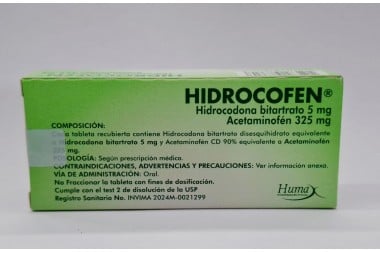 HIDROCOFEN®
Hidrocodona bitartrato 5 mg
Acetaminofén 325 mg
COMPOSICIÓN:
Cada tableta recubierta contiene Hidrocodona bitartrato disesquihidrato equivalente
a Hidrocodona bitartrato 5 mg y Acetaminofén CD 90% equivalente a Acetaminofén
325 mg.
POSOLOGÍA: Según prescripción médica.
CONTRAINDICACIONES, ADVERTENCIAS Y PRECAUCIONES: Ver información anexa.
VÍA DE ADMINISTRACIÓN: Oral.
No Fraccionar la tableta con fines de dosificación.
Cumple con el test 2 de disolución de la USP
Registro Sanitario No. INVIMA 2024M-0021299
Humax